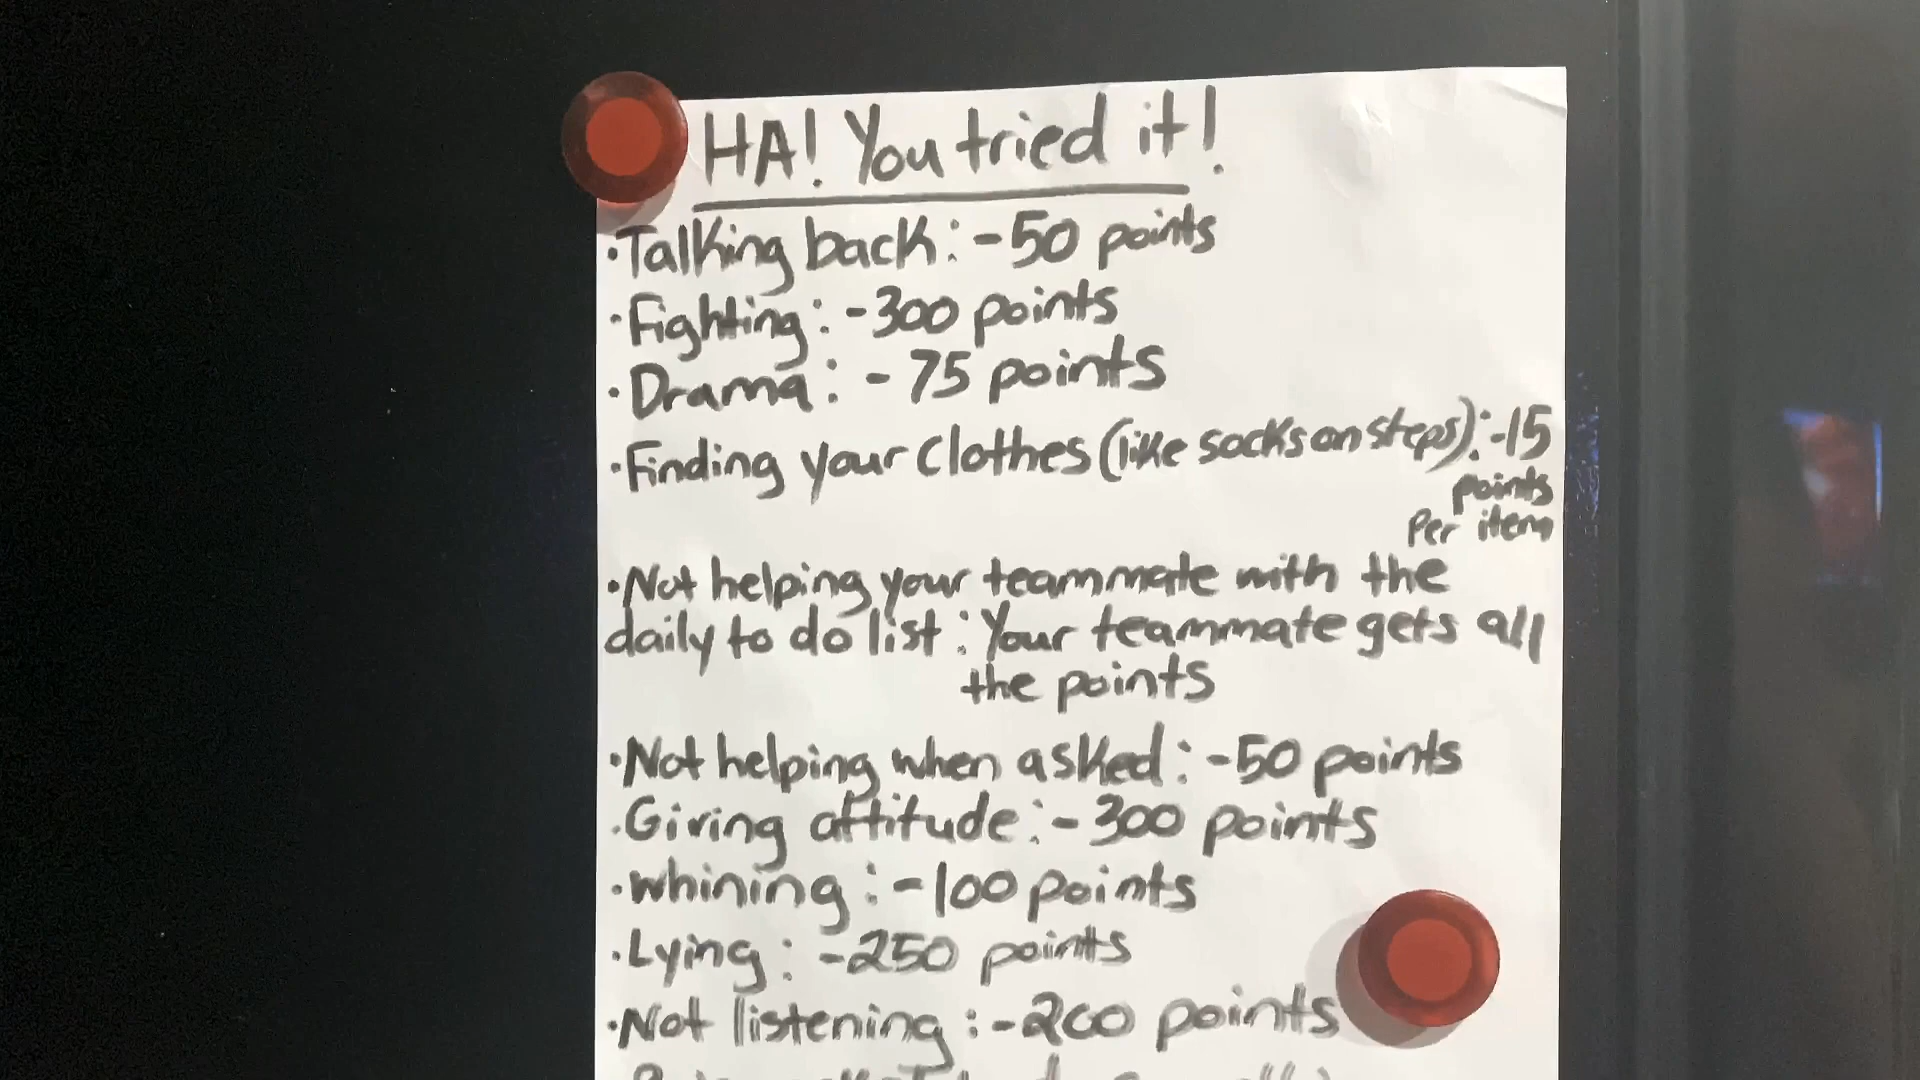 HA! You tried it!
•Talking back: -50 points
•Fighting: -300 points
•Drama: - 75 points
•Finding your clothes (like socks on steps): -15
points
Per item
•Not helping your teammate with the
daily to do list: Your teammate gets all
the points
•Not helping when asked: -50 points
•Giving attitude: -300 points
•whining: -100 points
•Lying: -250 points
•Not listening: -200 points